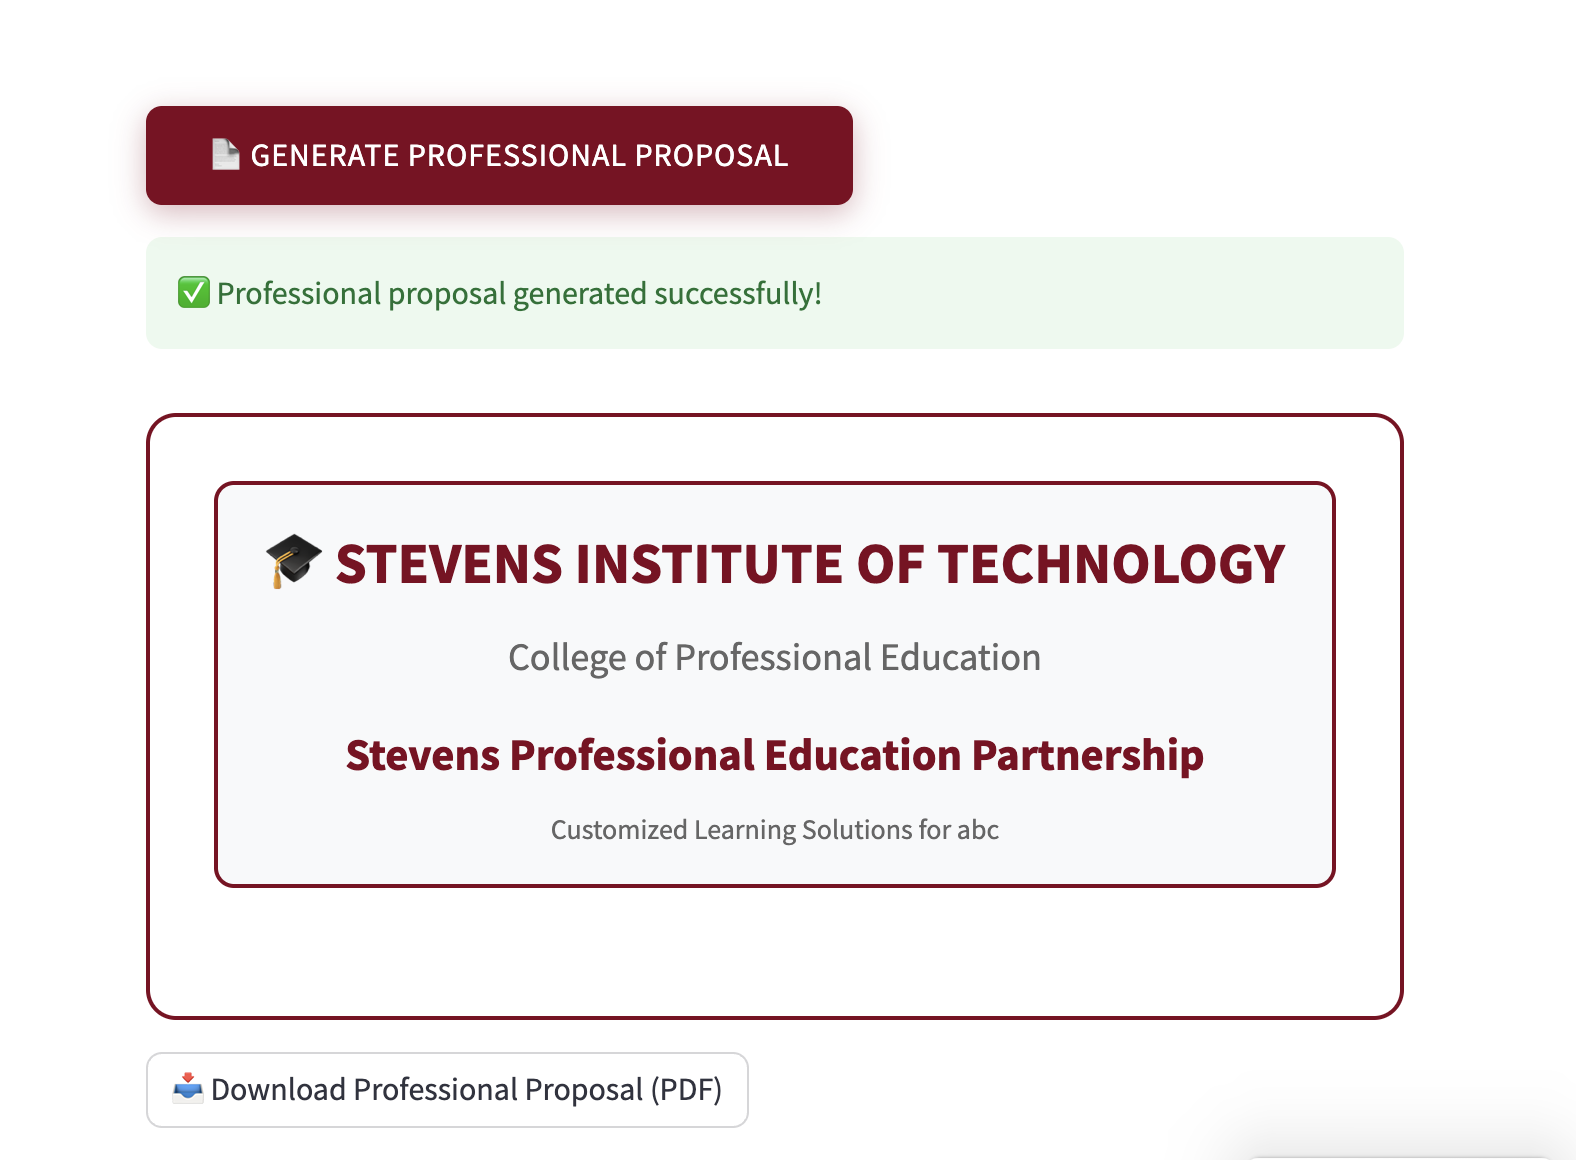 GENERATE PROFESSIONAL PROPOSAL
Professional proposal generated successfully!
STEVENS INSTITUTE OF TECHNOLOGY
College of Professional Education
Stevens Professional Education Partnership
Customized Learning Solutions for abc
Download Professional Proposal (PDF)